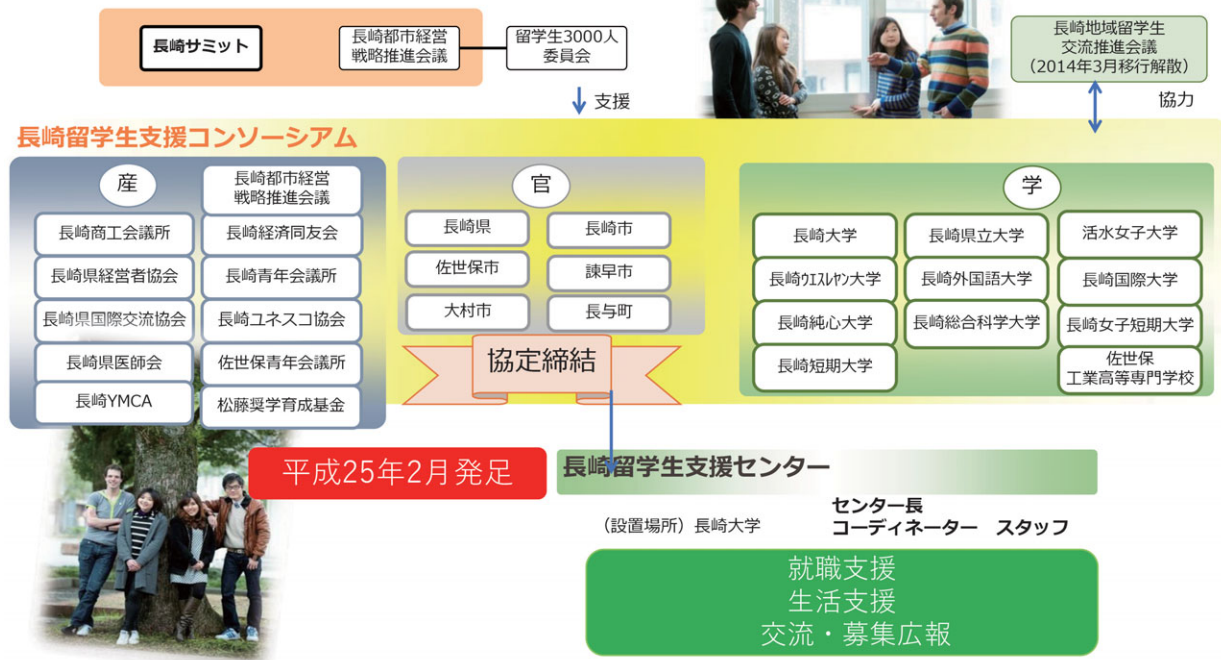 長崎サミット
長崎都市経営
戦略推進会議
留学生3000人
委員会
長崎地域留学生
交流推進会議
（2014年3月移行解散）
支援
協力
長崎留学生支援コンソーシアム
産
長崎都市経営
戦略推進会議
長崎商工会議所
長崎経済同友会
長崎県経営者協会
長崎青年会議所
長崎県国際交流協会
長崎ユネスコ協会
長崎県医師会
佐世保青年会議所
長崎YMCA
松藤奨学育成基金
官
長崎県
長崎市
佐世保市
諫早市
大村市
長与町
協定締結
学
長崎大学
長崎県立大学
活水女子大学
長崎ｳｴｽﾚﾔﾝ大学
長崎外国語大学
長崎国際大学
長崎純心大学
長崎総合科学大学
長崎女子短期大学
長崎短期大学
佐世保
工業高等専門学校
平成25年2月発足
長崎留学生支援センター
（設置場所）長崎大学
センター長
コーディネーター　スタッフ
就職支援
生活支援
交流・募集広報